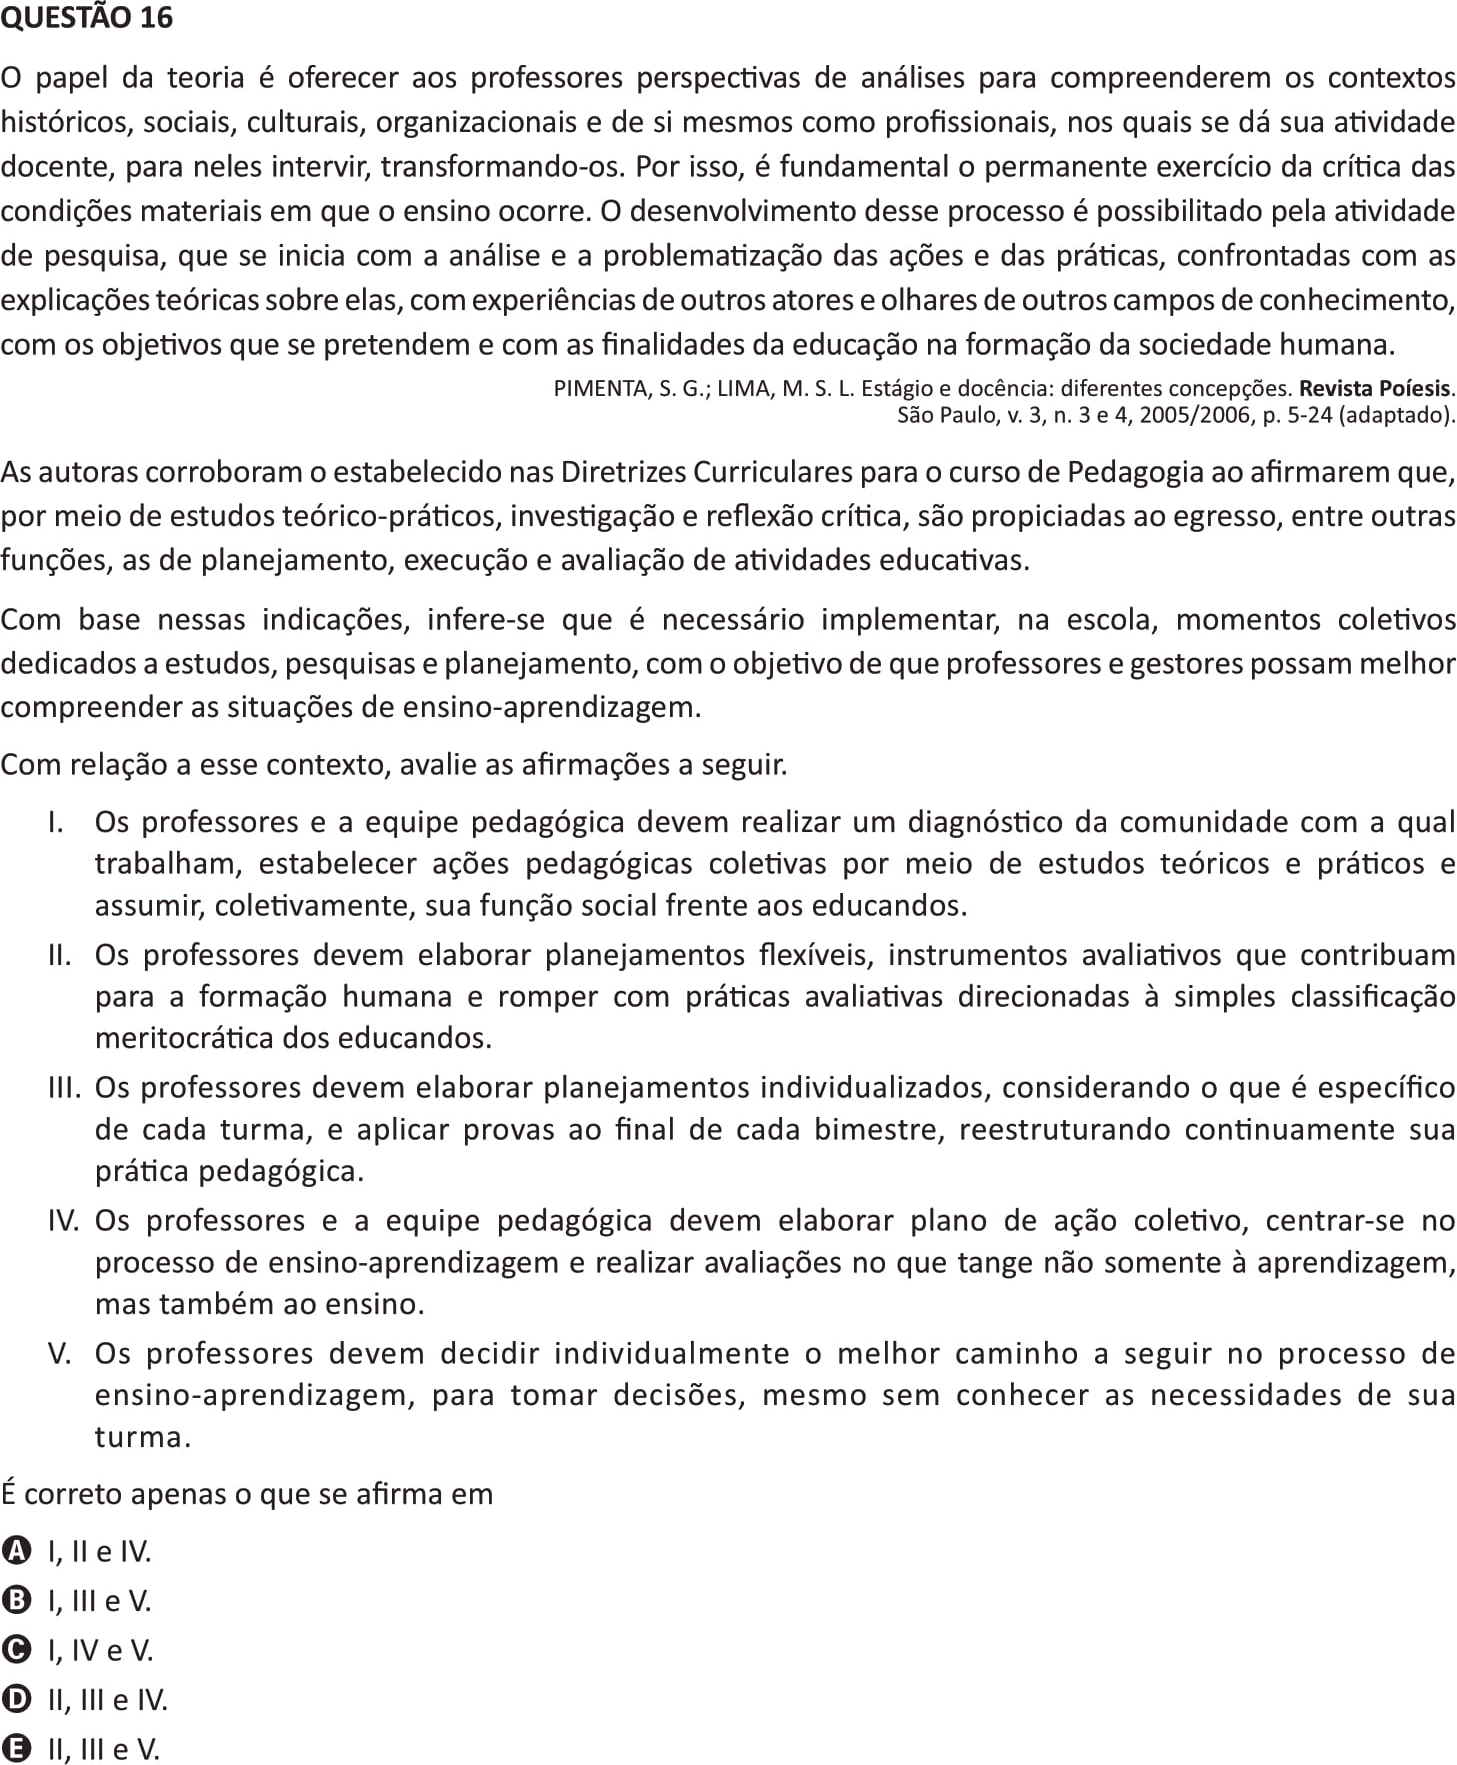 QUESTÃO 16
O papel da teoria é oferecer aos professores perspectivas de análises para compreenderem os contextos
históricos, sociais, culturais, organizacionais e de si mesmos como profissionais, nos quais se dá sua atividade
docente, para neles intervir, transformando-os. Por isso, é fundamental o permanente exercício da crítica das
condições materiais em que o ensino ocorre. O desenvolvimento desse processo é possibilitado pela atividade
de pesquisa, que se inicia com a análise e a problematização das ações e das práticas, confrontadas com as
explicações teóricas sobre elas, com experiências de outros atores e olhares de outros campos de conhecimento,
com os objetivos que se pretendem e com as finalidades da educação na formação da sociedade humana.
PIMENTA, S. G.; LIMA, M. S. L. Estágio e docência: diferentes concepções. Revista Poíesis.
São Paulo, v. 3, n. 3 e 4, 2005/2006, p. 5-24 (adaptado).
As autoras corroboram o estabelecido nas Diretrizes Curriculares para o curso de Pedagogia ao afirmarem que,
por meio de estudos teórico-práticos, investigação e reflexão crítica, são propiciadas ao egresso, entre outras
funções, as de planejamento, execução e avaliação de atividades educativas.
Com base nessas indicações, infere-se que é necessário implementar, na escola, momentos coletivos
dedicados a estudos, pesquisas e planejamento, com o objetivo de que professores e gestores possam melhor
compreender as situações de ensino-aprendizagem.
Com relação a esse contexto, avalie as afirmações a seguir.
I. Os professores e a equipe pedagógica devem realizar um diagnóstico da comunidade com a qual
trabalham, estabelecer ações pedagógicas coletivas por meio de estudos teóricos e práticos e
assumir, coletivamente, sua função social frente aos educandos.
II. Os professores devem elaborar planejamentos flexíveis, instrumentos avaliativos que contribuam
para a formação humana e romper com práticas avaliativas direcionadas à simples classificação
meritocrática dos educandos.
III. Os professores devem elaborar planejamentos individualizados, considerando o que é específico
de cada turma, e aplicar provas ao final de cada bimestre, reestruturando continuamente sua
prática pedagógica.
IV. Os professores e a equipe pedagógica devem elaborar plano de ação coletivo, centrar-se no
processo de ensino-aprendizagem e realizar avaliações no que tange não somente à aprendizagem,
mas também ao ensino.
V. Os professores devem decidir individualmente o melhor caminho a seguir no processo de
ensino-aprendizagem, para tomar decisões, mesmo sem conhecer as necessidades de sua
turma.
É correto apenas o que se afirma em
A I, II e IV.
B I, III e V.
C I, IV e V.
D II, III e IV.
E II, III e V.